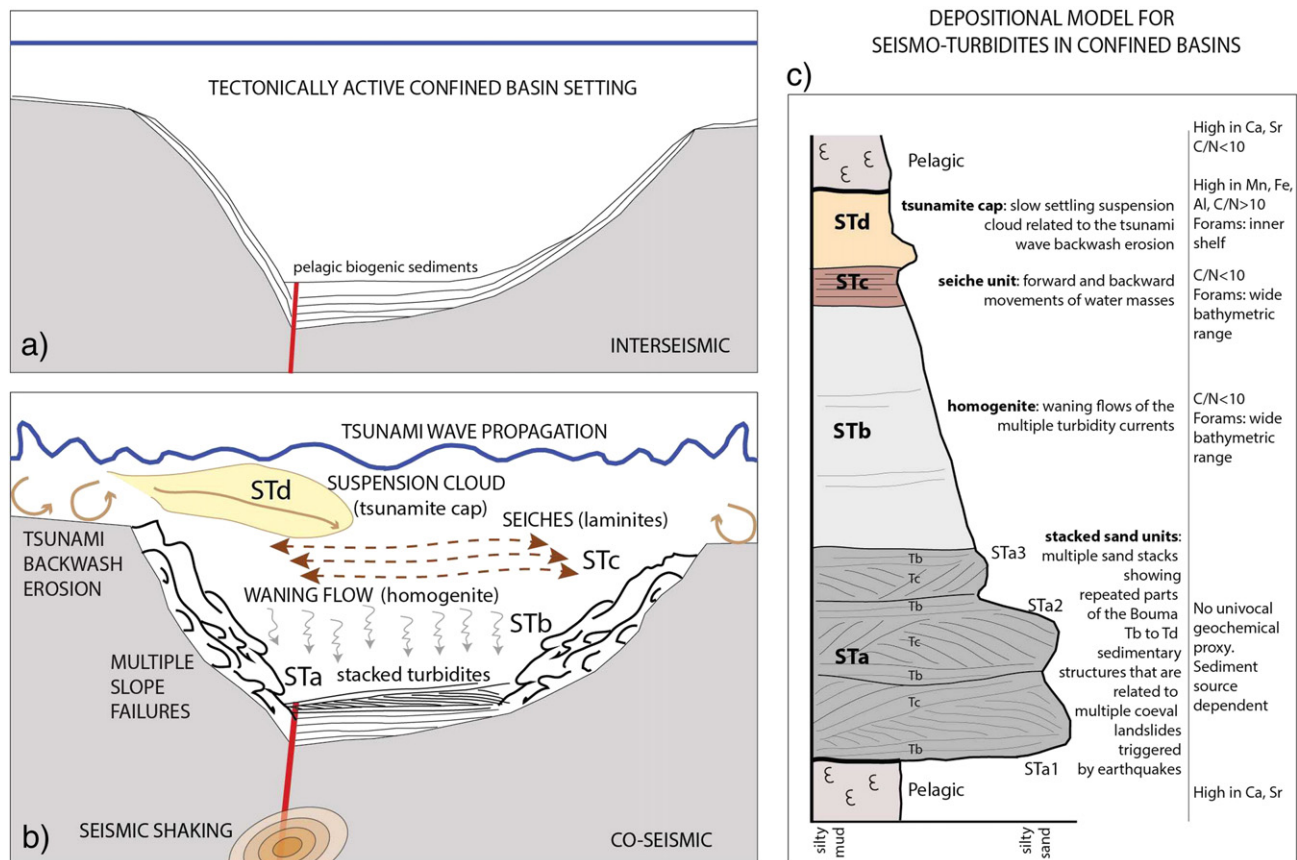 TECTONICALLY ACTIVE CONFINED BASIN SETTING
pelagic biogenic sediments
a)
INTERSEISMIC
TSUNAMI WAVE PROPAGATION
STd
SUSPENSION CLOUD
(tsunamite cap)
SEICHES (laminites)
STc
TSUNAMI
BACKWASH
EROSION
WANING FLOW (homogenite)
STb
STa
stacked turbidites
MULTIPLE
SLOPE
FAILURES
SEISMIC SHAKING
b)
CO-SEISMIC
DEPOSITIONAL MODEL FOR
SEISMO-TURBIDITES IN CONFINED BASINS
c)
Pelagic
High in Ca, Sr
C/N<10
STd
tsunamite cap: slow settling suspension
cloud related to the tsunami
wave backwash erosion
High in Mn, Fe,
Al, C/N>10
Forams: inner
shelf
STc
seiche unit: forward and backward
movements of water masses
C/N<10
Forams: wide
bathymetric
range
STb
homogenite: waning flows of the
multiple turbidity currents
C/N<10
Forams: wide
bathymetric
range
STa
Tb
Tc
Tb
Tc
Tb
Tc
Tb
STa3
STa2
STa1
stacked sand units:
multiple sand stacks
showing
repeated parts
of the Bouma
Tb to Td
sedimentary
structures that are
related to
multiple coeval
landslides
triggered
by earthquakes
No univocal
geochemical
proxy.
Sediment
source
dependent
Pelagic
High in Ca, Sr
silty
mud
silty
sand